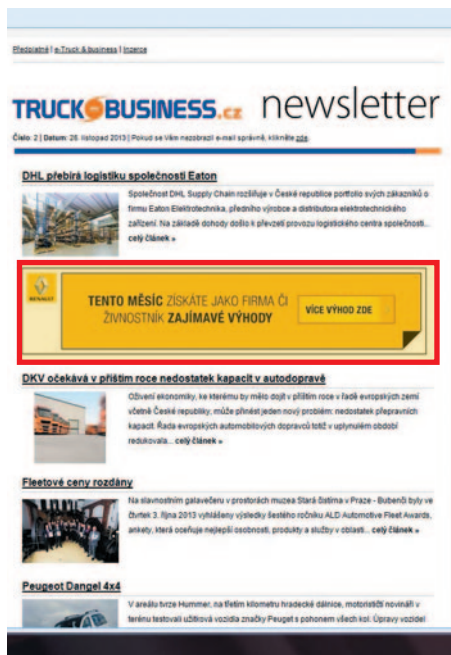 Předplatné | e-Truck & business | Inzerce
TRUCK BUSINESS.cz newsletter
Číslo: 2 | Datum: 26. listopad 2013 | Pokud se Vám nezobrazil e-mail správně, klikněte zde.
DHL přebírá logistiku společnosti Eaton
Společnost DHL Supply Chain rozšiřuje v České republice portfolio svých zákazníků o
firmu Eaton Elektrotechnika, předního výrobce a distributora elektrotechnického
zařízení. Na základě dohody došlo k převzetí provozu logistického centra společnosti...
celý článek »
RENAULT
TENTO MĚSÍC ZÍSKÁTE JAKO FIRMA ČI
ŽIVNOSTNÍK ZAJÍMAVÉ VÝHODY
VÍCE VÝHOD ZDE
DKV očekává v příštím roce nedostatek kapacit v autodopravě
Oživení ekonomiky, ke kterému by mělo dojít v příštím roce v řadě evropských zemí
včetně České republiky, může přinést jeden nový problém: nedostatek přepravních
kapacit. Řada evropských automobilových dopravců totiž v uplynulém období
redukovala... celý článek »
Fleetové ceny rozdány
Na slavnostním galavečeru v prostorách muzea Stará čistírna v Praze - Bubenči byly ve
čtvrtek 3. října 2013 vyhlášeny výsledky šestého ročníku ALD Automotive Fleet Awards,
ankety, která oceňuje nejlepší osobnosti, produkty a služby v oblasti... celý článek »
Peugeot Dangel 4x4
V areálu tvrze Hummer, na třetím kilometru hradecké dálnice, motorističtí novináři v
terénu testovali užitková vozidla značky Peuget s pohonem všech kol. Úpravy vozidel